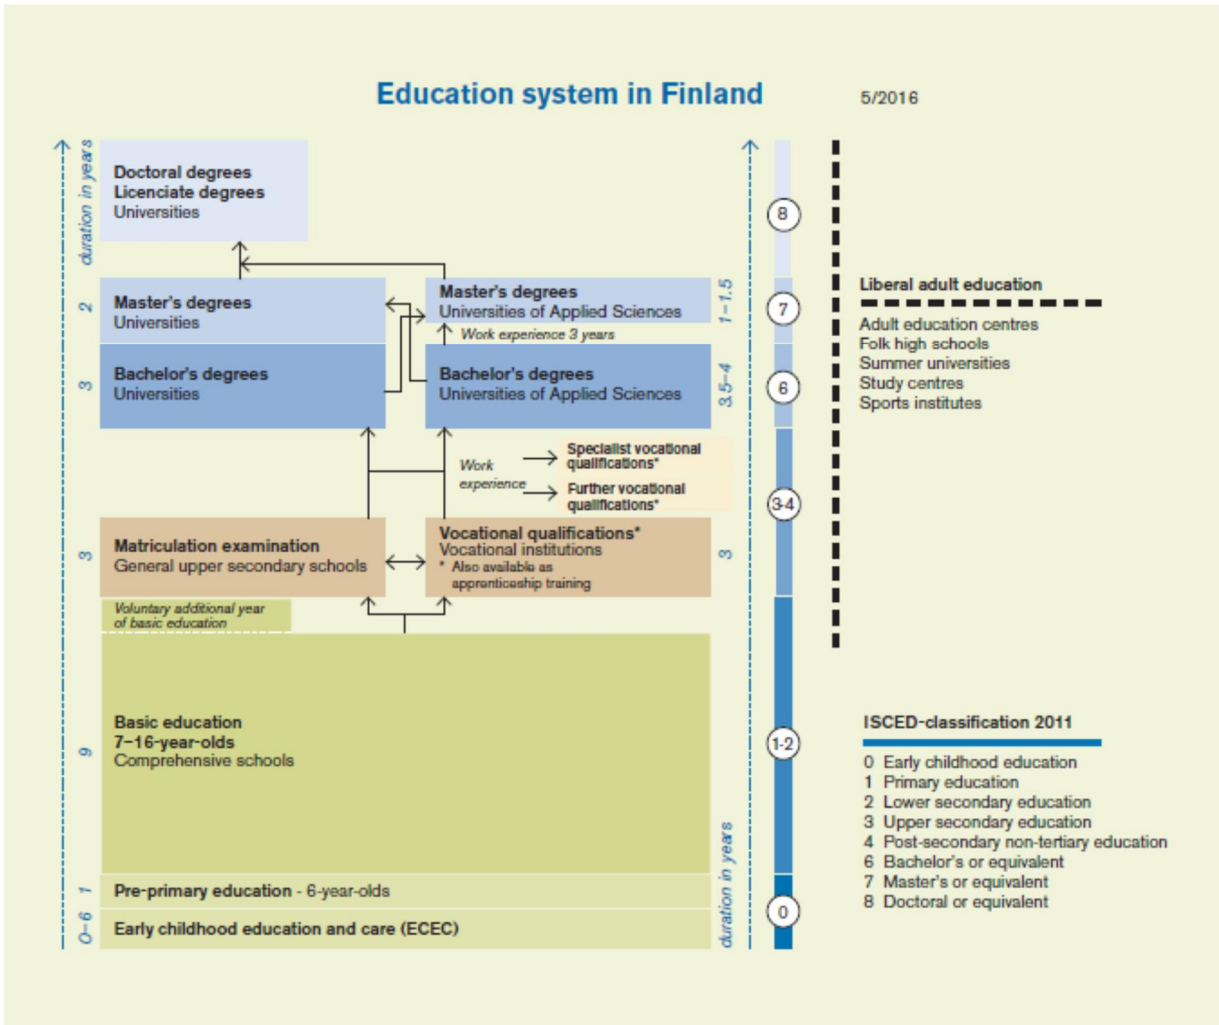 Education system in Finland
5/2016
duration in years
Doctoral degrees
Licenciate degrees
Universities
8
2
Master's degrees
Universities
Master's degrees
Universities of Applied Sciences
1–1.5
7
Work experience 3 years
3
Bachelor's degrees
Universities
Bachelor's degrees
Universities of Applied Sciences
3.5–4
6
Work
experience
Specialist vocational
qualifications*
Further vocational
qualifications*
3-4
3
Matriculation examination
General upper secondary schools
Vocational qualifications*
Vocational institutions
* Also available as
apprenticeship training
3
Voluntary additional year
of basic education
9
Basic education
7–16-year-olds
Comprehensive schools
1-2
1
Pre-primary education - 6-year-olds
0–6
Early childhood education and care (ECEC)
duration in years
0
Liberal adult education
Adult education centres
Folk high schools
Summer universities
Study centres
Sports institutes
ISCED-classification 2011
0 Early childhood education
1 Primary education
2 Lower secondary education
3 Upper secondary education
4 Post-secondary non-tertiary education
6 Bachelor's or equivalent
7 Master's or equivalent
8 Doctoral or equivalent